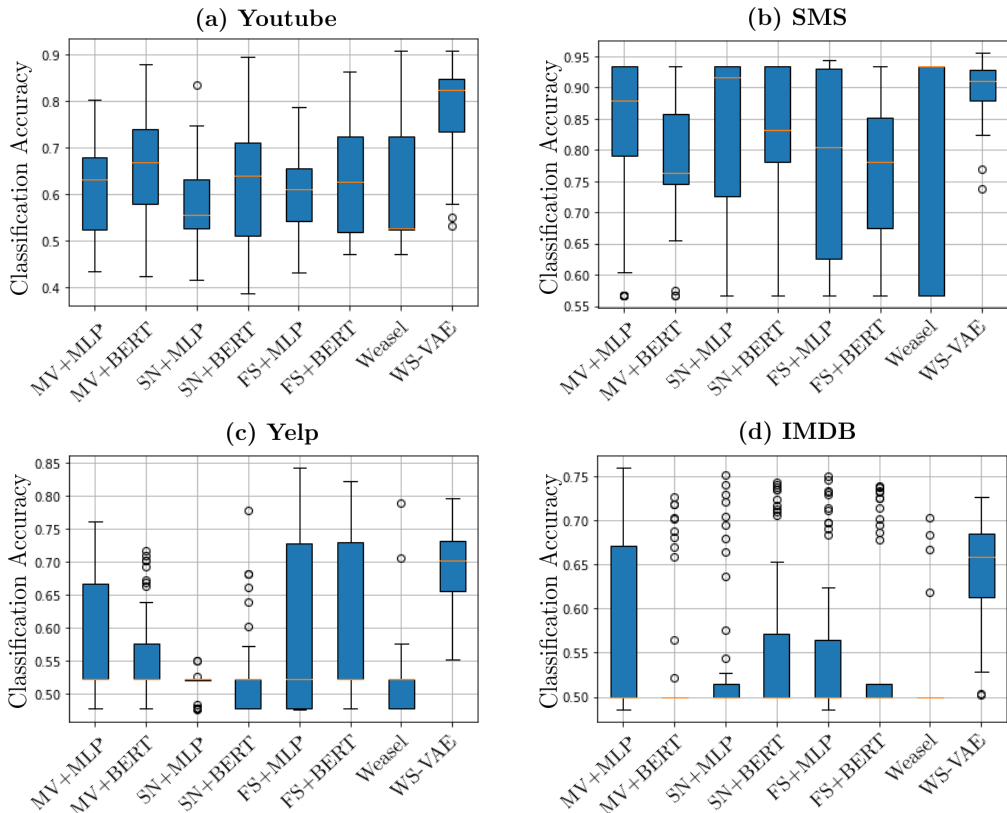 (a) Youtube
Classification Accuracy
0.9
0.8
0.7
0.6
0.5
0.4
MV+MLP
MV+BERT
SN+MLP
SN+BERT
FS+MLP
FS+BERT
Weasel
WS-VAE
(b) SMS
Classification Accuracy
0.95
0.90
0.85
0.80
0.75
0.70
0.65
0.60
0.55
MV+MLP
MV+BERT
SN+MLP
SN+BERT
FS+MLP
FS+BERT
Weasel
WS-VAE
(c) Yelp
Classification Accuracy
0.85
0.80
0.75
0.70
0.65
0.60
0.55
0.50
MV+MLP
MV+BERT
SN+MLP
SN+BERT
FS+MLP
FS+BERT
Weasel
WS-VAE
(d) IMDB
Classification Accuracy
0.75
0.70
0.65
0.60
0.55
0.50
MV+MLP
MV+BERT
SN+MLP
SN+BERT
FS+MLP
FS+BERT
Weasel
WS-VAE